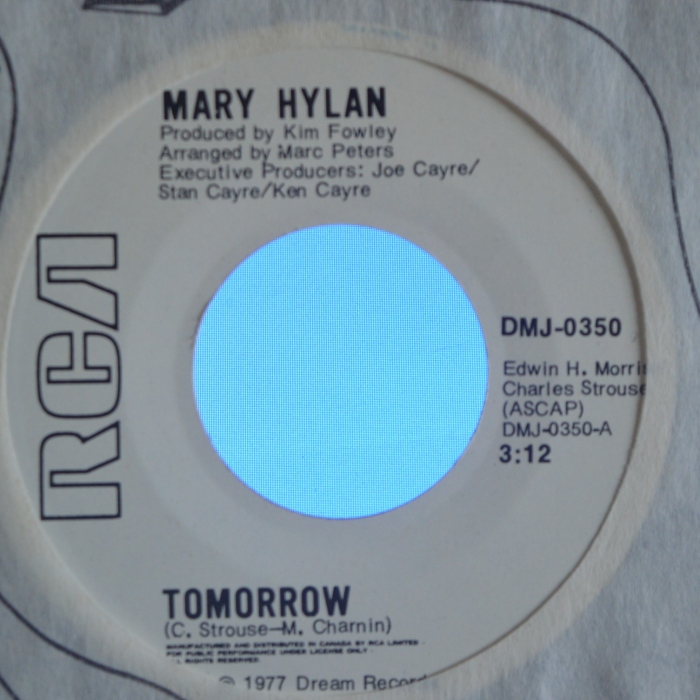 MARY HYLAN
Produced by Kim Fowley
Arranged by Marc Peters
Executive Producers: Joe Cayre/
Stan Cayre/Ken Cayre
RCA
DMJ-0350
Edwin H. Morris
Charles Strouse
(ASCAP)
DMJ-0350-A
3:12
TOMORROW
(C. Strouse—M. Charnin)
MANUFACTURED AND DISTRIBUTED IN CANADA BY RCA LIMITED -
FOR PUBLIC PERFORMANCE UNDER LICENSE ONLY -
ALL RIGHTS RESERVED.
℗ 1977 Dream Record